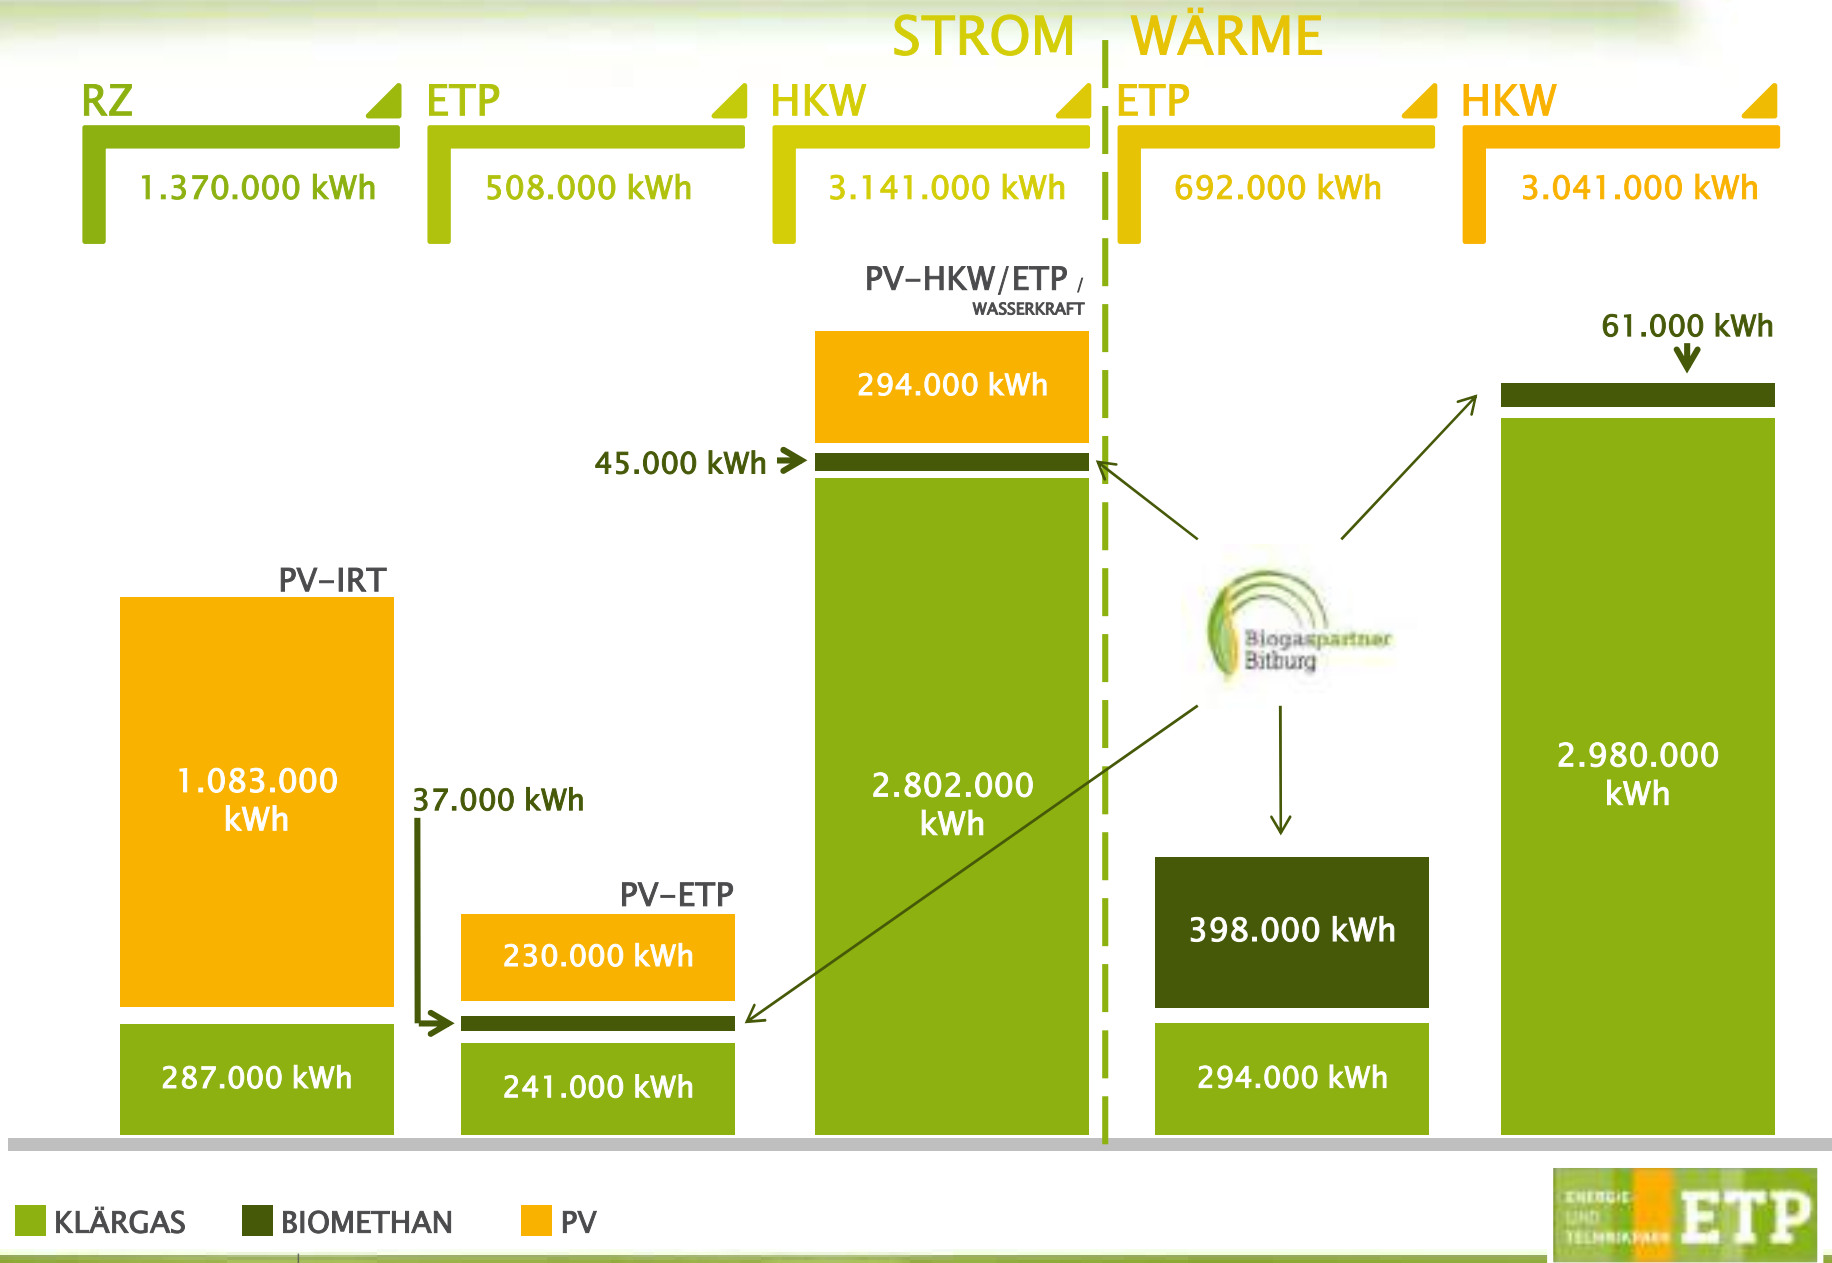 STROM WÄRME
RZ ETP HKW ETP HKW
1.370.000 kWh 508.000 kWh 3.141.000 kWh 692.000 kWh 3.041.000 kWh
PV-HKW/ETP /
WASSERKRAFT
61.000 kWh
294.000 kWh
45.000 kWh
PV-IRT
Biogaspartner
Bitburg
1.083.000
kWh
37.000 kWh
2.802.000
kWh
2.980.000
kWh
PV-ETP
398.000 kWh
230.000 kWh
287.000 kWh
241.000 kWh
294.000 kWh
ENERGIE
UND
TECHNIKPARK
ETP
KLÄRGAS BIOMETHAN PV